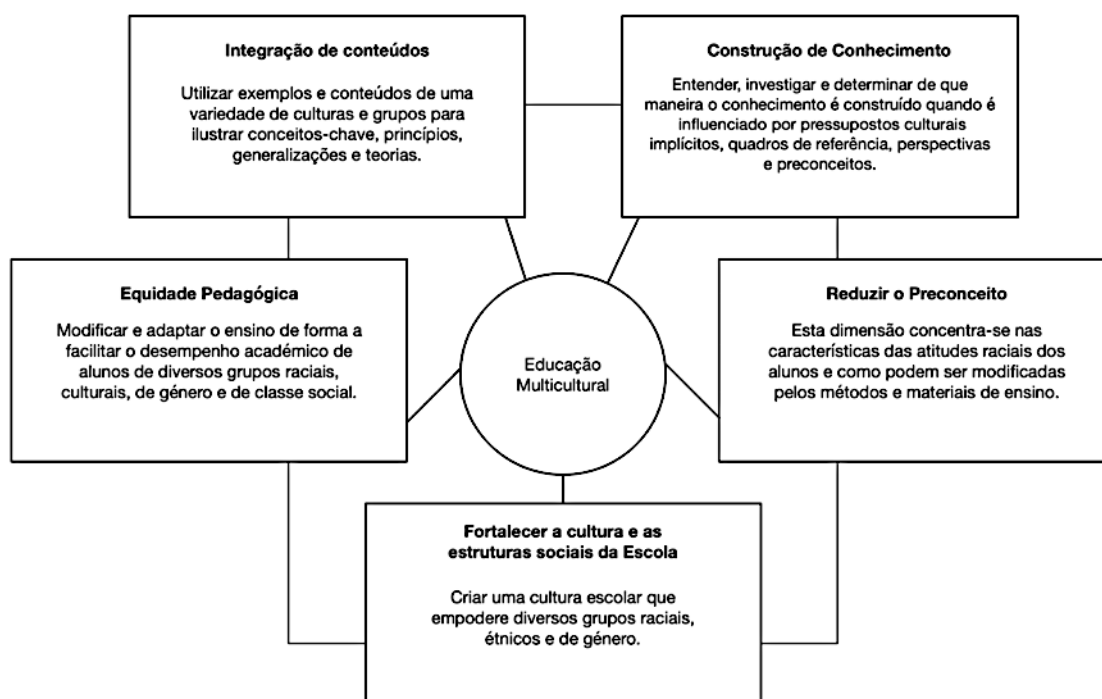 Integração de conteúdos
Utilizar exemplos e conteúdos de uma
variedade de culturas e grupos para
ilustrar conceitos-chave, princípios,
generalizações e teorias.
Construção de Conhecimento
Entender, investigar e determinar de que
maneira o conhecimento é construído quando é
influenciado por pressupostos culturais
implícitos, quadros de referência, perspectivas
e preconceitos.
Equidade Pedagógica
Modificar e adaptar o ensino de forma a
facilitar o desempenho académico de
alunos de diversos grupos raciais,
culturais, de género e de classe social.
Educação
Multicultural
Reduzir o Preconceito
Esta dimensão concentra-se nas
características das atitudes raciais dos
alunos e como podem ser modificadas
pelos métodos e materiais de ensino.
Fortalecer a cultura e as
estruturas sociais da Escola
Criar uma cultura escolar que
empodere diversos grupos raciais,
étnicos e de género.